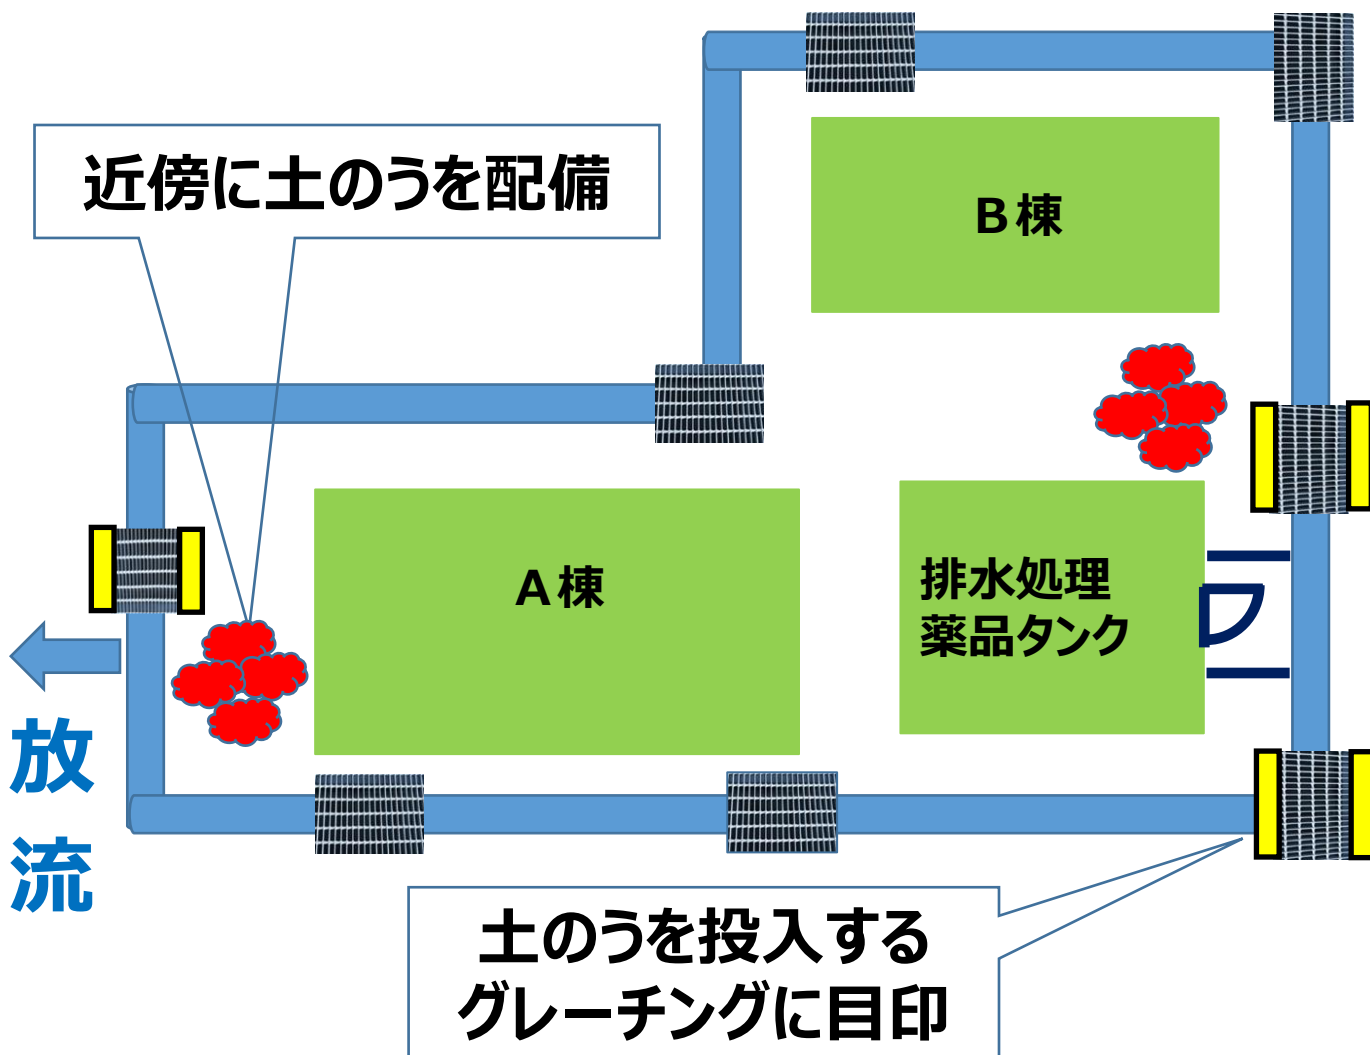 近傍に土のうを配備
B棟
A棟
排水処理
薬品タンク
放
流
土のうを投入する
グレーチングに目印